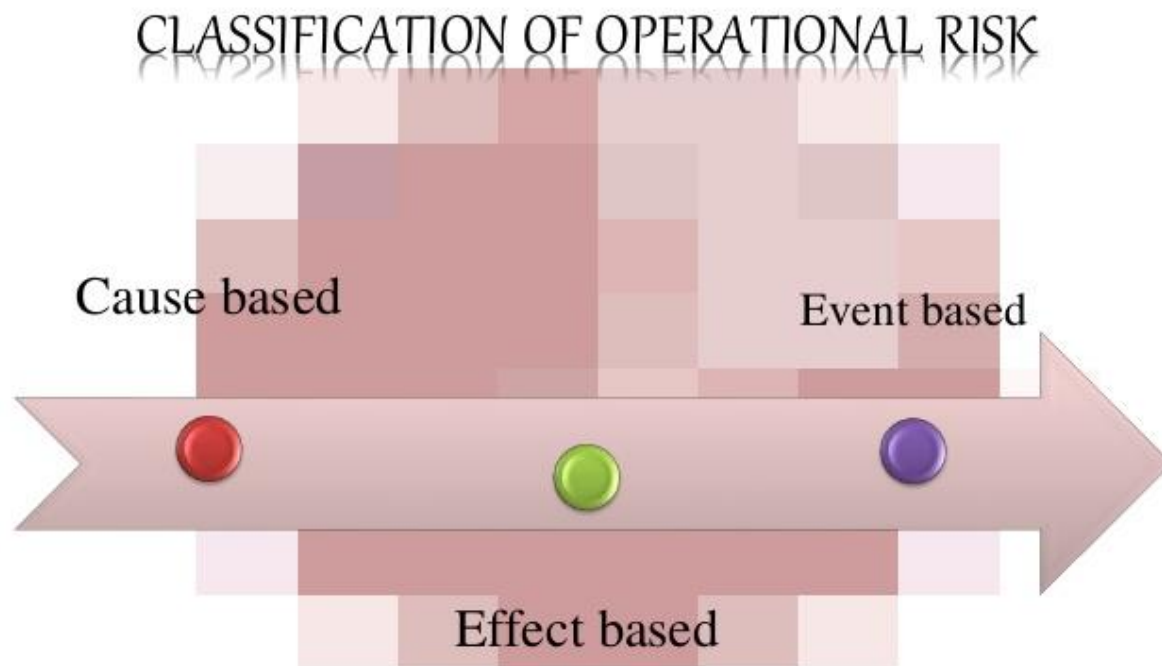 CLASSIFICATION OF OPERATIONAL RISK
Cause based
Event based
Effect based